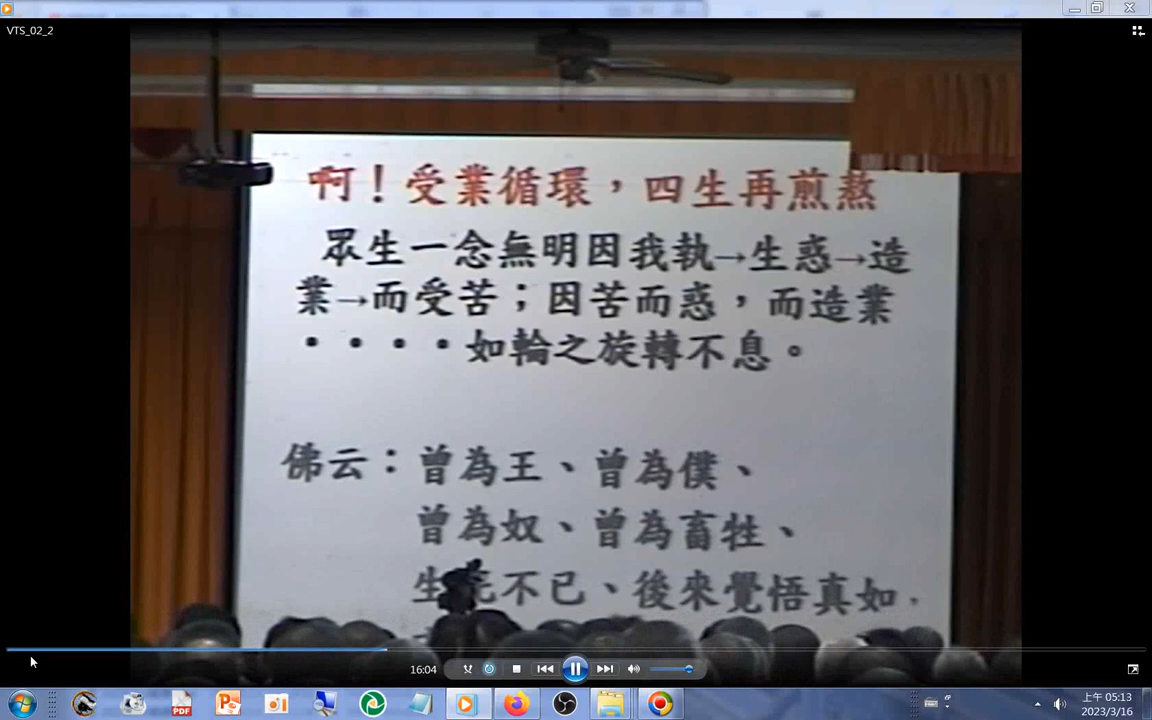 VTS_02_2
啊！受業循環，四生再煎熬
眾生一念無明因我執→生惑→造
業→而受苦；因苦而惑，而造業
‧‧‧‧如輪之旋轉不息。
佛云：曾為王、曾為僕、
曾為奴、曾為畜牲、
生死不已、後來覺悟真如，
16:04
PDF
上午 05:13
2023/3/16